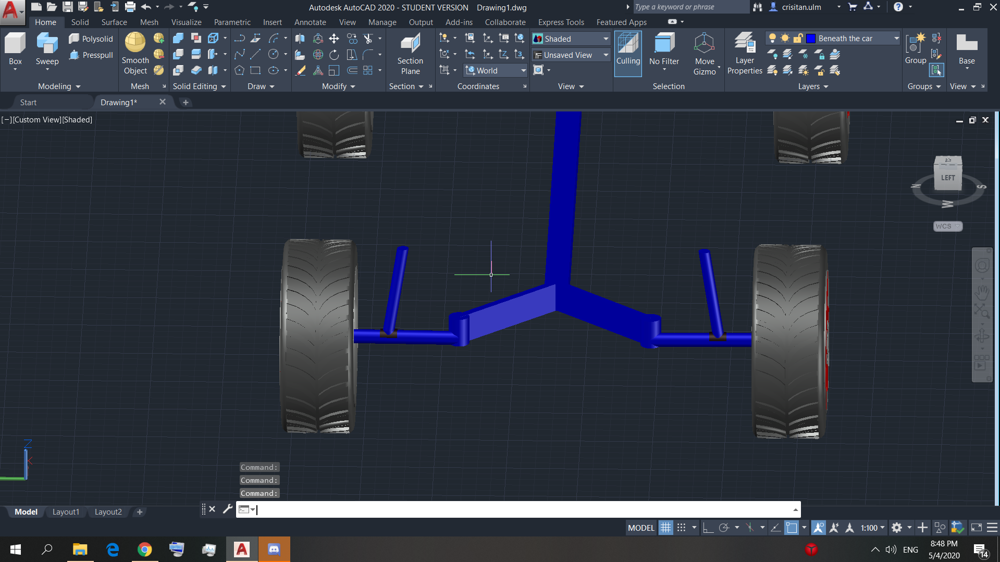 Autodesk AutoCAD 2020 - STUDENT VERSION Drawing1.dwg
Type a keyword or phrase
crisitan.ulm
Home Solid Surface Mesh Visualize Parametric Insert Annotate View Manage Output Add-ins Collaborate Express Tools Featured Apps
Box
Sweep
Polysolid
Presspull
Modeling
Smooth
Object
Mesh
Solid Editing
Draw
Modify
Section
Plane
Section
World
Coordinates
Shaded
Unsaved View
View
Culling
No Filter
Move
Gizmo
Selection
Layer
Properties
Beneath the car
Layers
Group
Groups
Base
View
Start
Drawing1*
[−][Custom View][Shaded]
LEFT
N
S
W
WCS
Z
Command:
Command:
Command:
Model Layout1 Layout2
MODEL
1:100
8:48 PM
ENG
5/4/2020
14